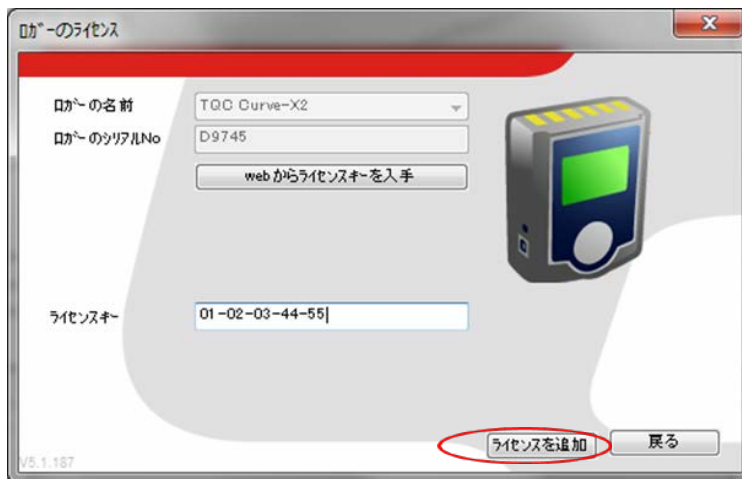 ロガーのライセンス
ロガーの名前
TQC Curve-X2
ロガーのシリアルNo
D9745
webからライセンスキーを入手
ライセンスキー
01-02-03-44-55
ライセンスを追加
戻る
V5.1.187